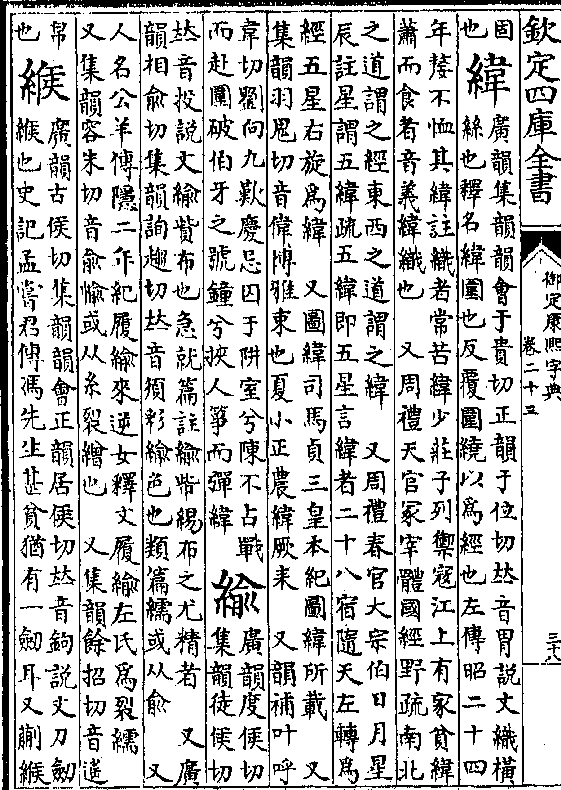 欽定四庫全書
御定康熙字典
卷二十三
三十八
固
也
緯
廣韻集韻韻會于貴切正韻于位切𠀤音胃說文織橫
絲也釋名緯圍也反覆圍繞以爲經也左傳昭二十四
年嫠不恤其緯註織者常苦緯少莊子列禦寇江上有家貧緯
蕭而食者音義緯織也 又周禮天官冢宰體國經野疏南北
之道謂之經東西之道謂之緯 又周禮春官大宗伯日月星
辰註星謂五緯疏五緯即五星言緯者二十八宿隨天左轉爲
經五星右旋爲緯 又圖緯司馬貞三皇本紀圖緯所載 又
集韻羽鬼切音偉博雅束也夏小正農緯厥耒 又韻補叶呼
韋切劉向九歎慶忌囚于阱室兮陳不占戰
而赴圍破伯牙之號鐘兮挾人箏而彈緯
緰
廣韻度侯切
集韻徒侯切
𠀤音投說文緰貲布也急就篇註緰幣緆布之尤精者 又廣
韻相俞切集韻詢趨切𠀤音須彩緰色也類篇繻或从俞 又
人名公羊傳隱二年紀履緰來逆女釋文履緰左氏爲裂繻
又集韻容朱切音俞愉或从糸裂繒也 又集韻餘招切音遙
帛
也
緱
廣韻古侯切集韻韻會正韻居侯切𠀤音鉤說文刀劒
緱也史記孟嘗君傳馮先生甚貧猶有一劒耳又蒯緱